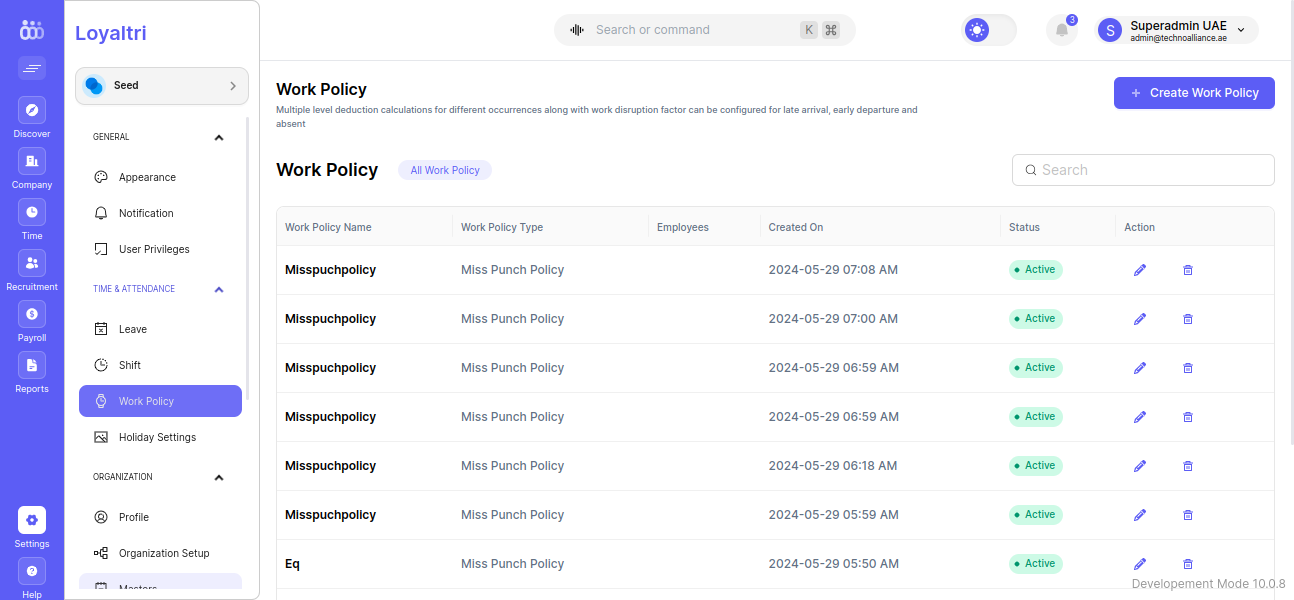 Loyaltri
Search or command
K
⌘
3
S
Superadmin UAE
admin@technoalliance.ae
Discover
Company
Time
Recruitment
Payroll
Reports
Settings
Help
Seed
GENERAL
Appearance
Notification
User Privileges
TIME & ATTENDANCE
Leave
Shift
Work Policy
Holiday Settings
ORGANIZATION
Profile
Organization Setup
Masters
Work Policy
Multiple level deduction calculations for different occurrences along with work disruption factor can be configured for late arrival, early departure and
absent
+ Create Work Policy
Work Policy
All Work Policy
Search
Work Policy Name Work Policy Type Employees Created On Status Action
Misspuchpolicy Miss Punch Policy 2024-05-29 07:08 AM Active
Misspuchpolicy Miss Punch Policy 2024-05-29 07:00 AM Active
Misspuchpolicy Miss Punch Policy 2024-05-29 06:59 AM Active
Misspuchpolicy Miss Punch Policy 2024-05-29 06:59 AM Active
Misspuchpolicy Miss Punch Policy 2024-05-29 06:18 AM Active
Misspuchpolicy Miss Punch Policy 2024-05-29 05:59 AM Active
Eq Miss Punch Policy 2024-05-29 05:50 AM Active
Developement Mode 10.0.8